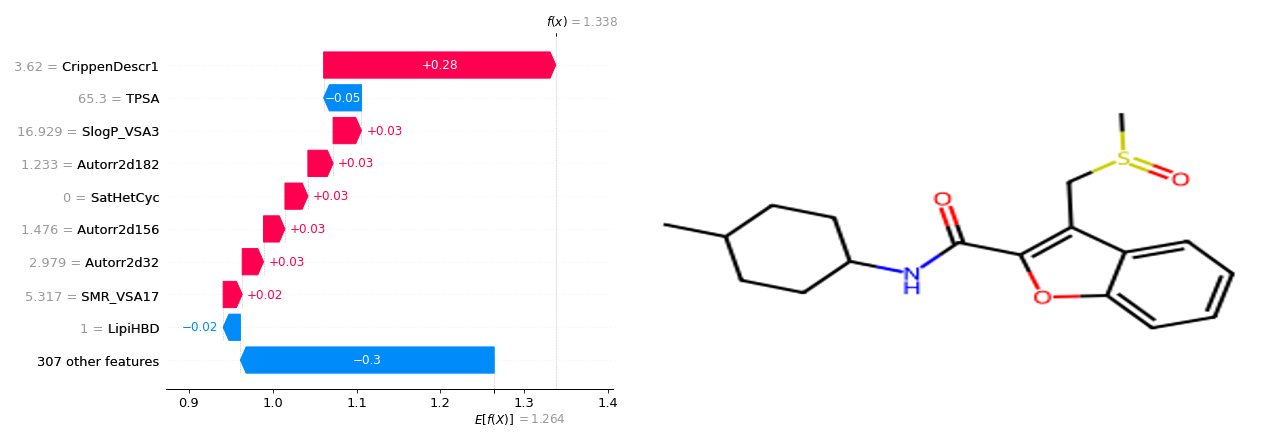 f(x) = 1.338
3.62 = CrippenDescr1
+0.28
65.3 = TPSA
−0.05
16.929 = SlogP_VSA3
+0.03
1.233 = Autorr2d182
+0.03
0 = SatHetCyc
+0.03
1.476 = Autorr2d156
+0.03
2.979 = Autorr2d32
+0.03
5.317 = SMR_VSA17
+0.02
1 = LipiHBD
−0.02
307 other features
−0.3
0.9 1.0 1.1 1.2 1.3 1.4
E[f(X)] = 1.264
S
O
O
N
H
O